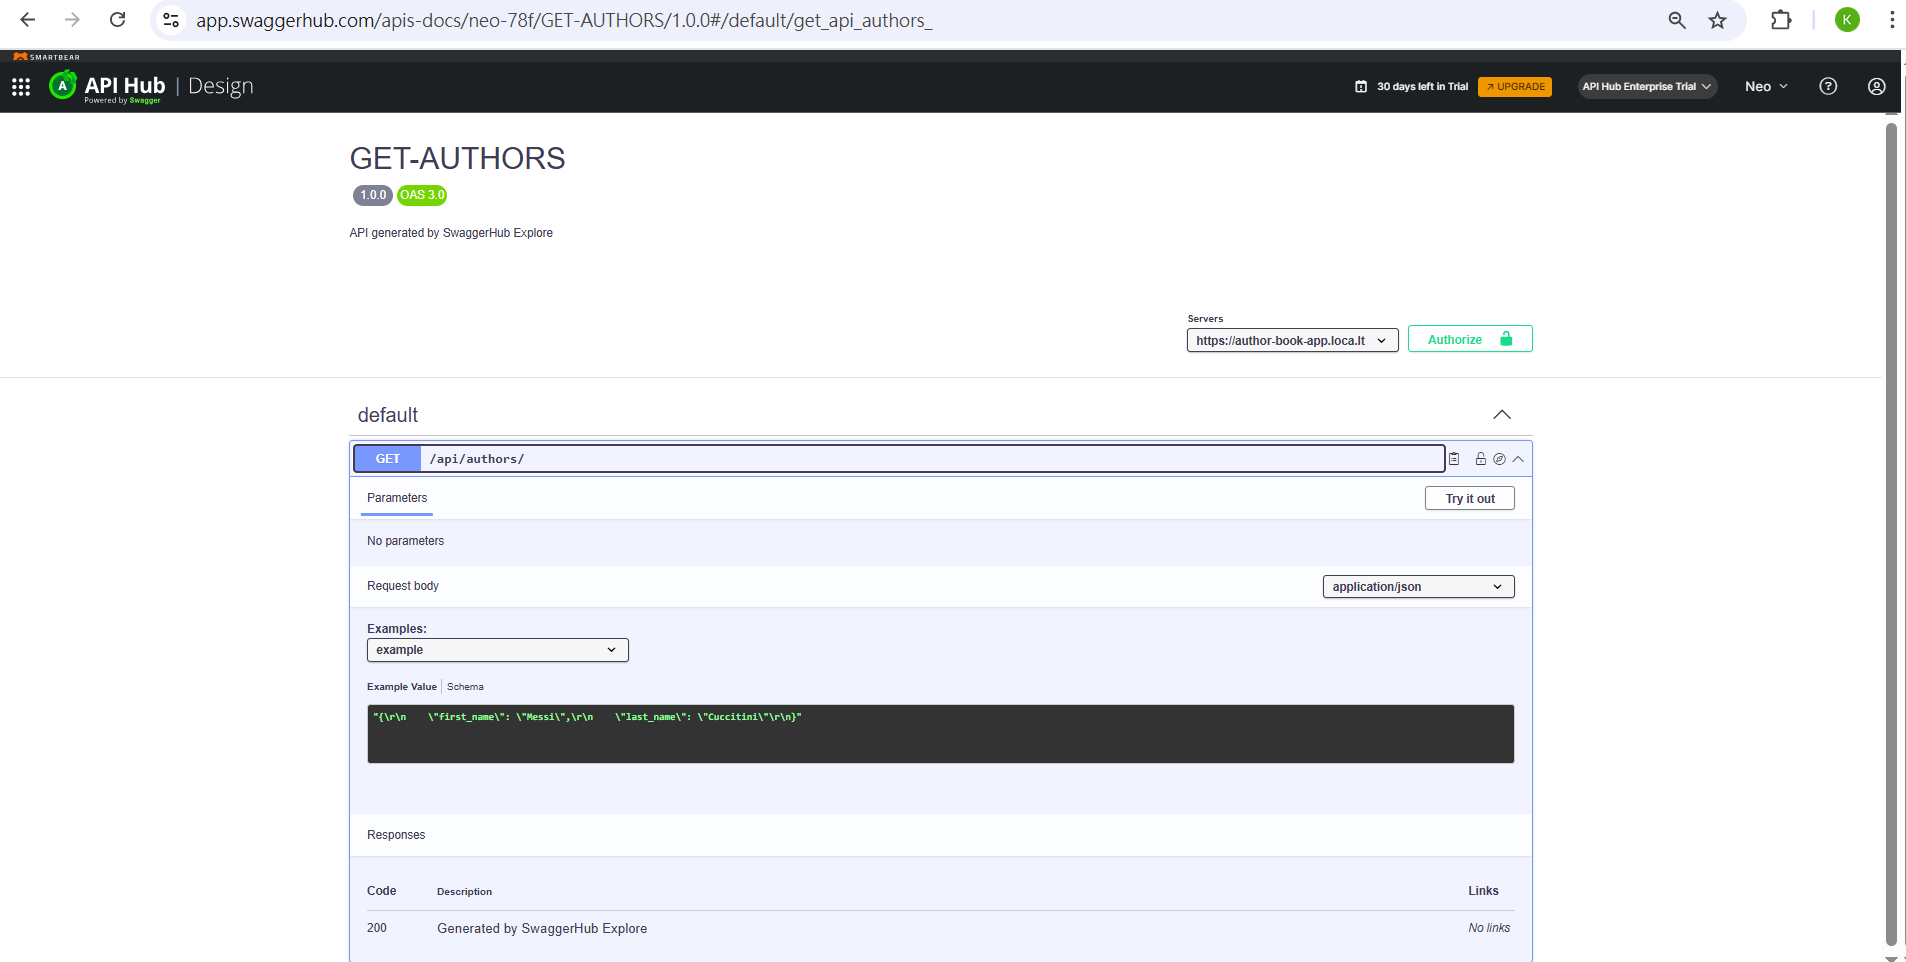 app.swaggerhub.com/apis-docs/neo-78f/GET-AUTHORS/1.0.0#/default/get_api_authors_
K
SMARTBEAR
A
API Hub | Design
Powered by Swagger
30 days left in Trial
UPGRADE
API Hub Enterprise Trial
Neo
?
GET-AUTHORS
1.0.0 OAS 3.0
API generated by SwaggerHub Explore
Servers
https://author-book-app.loca.lt
Authorize
default
GET /api/authors/
Parameters
Try it out
No parameters
Request body
application/json
Examples:
example
Example Value | Schema
"{\r\n    \"first_name\": \"Messi\",\r\n    \"last_name\": \"Cuccitini\"\r\n}"
Responses
Code Description Links
200 Generated by SwaggerHub Explore No links